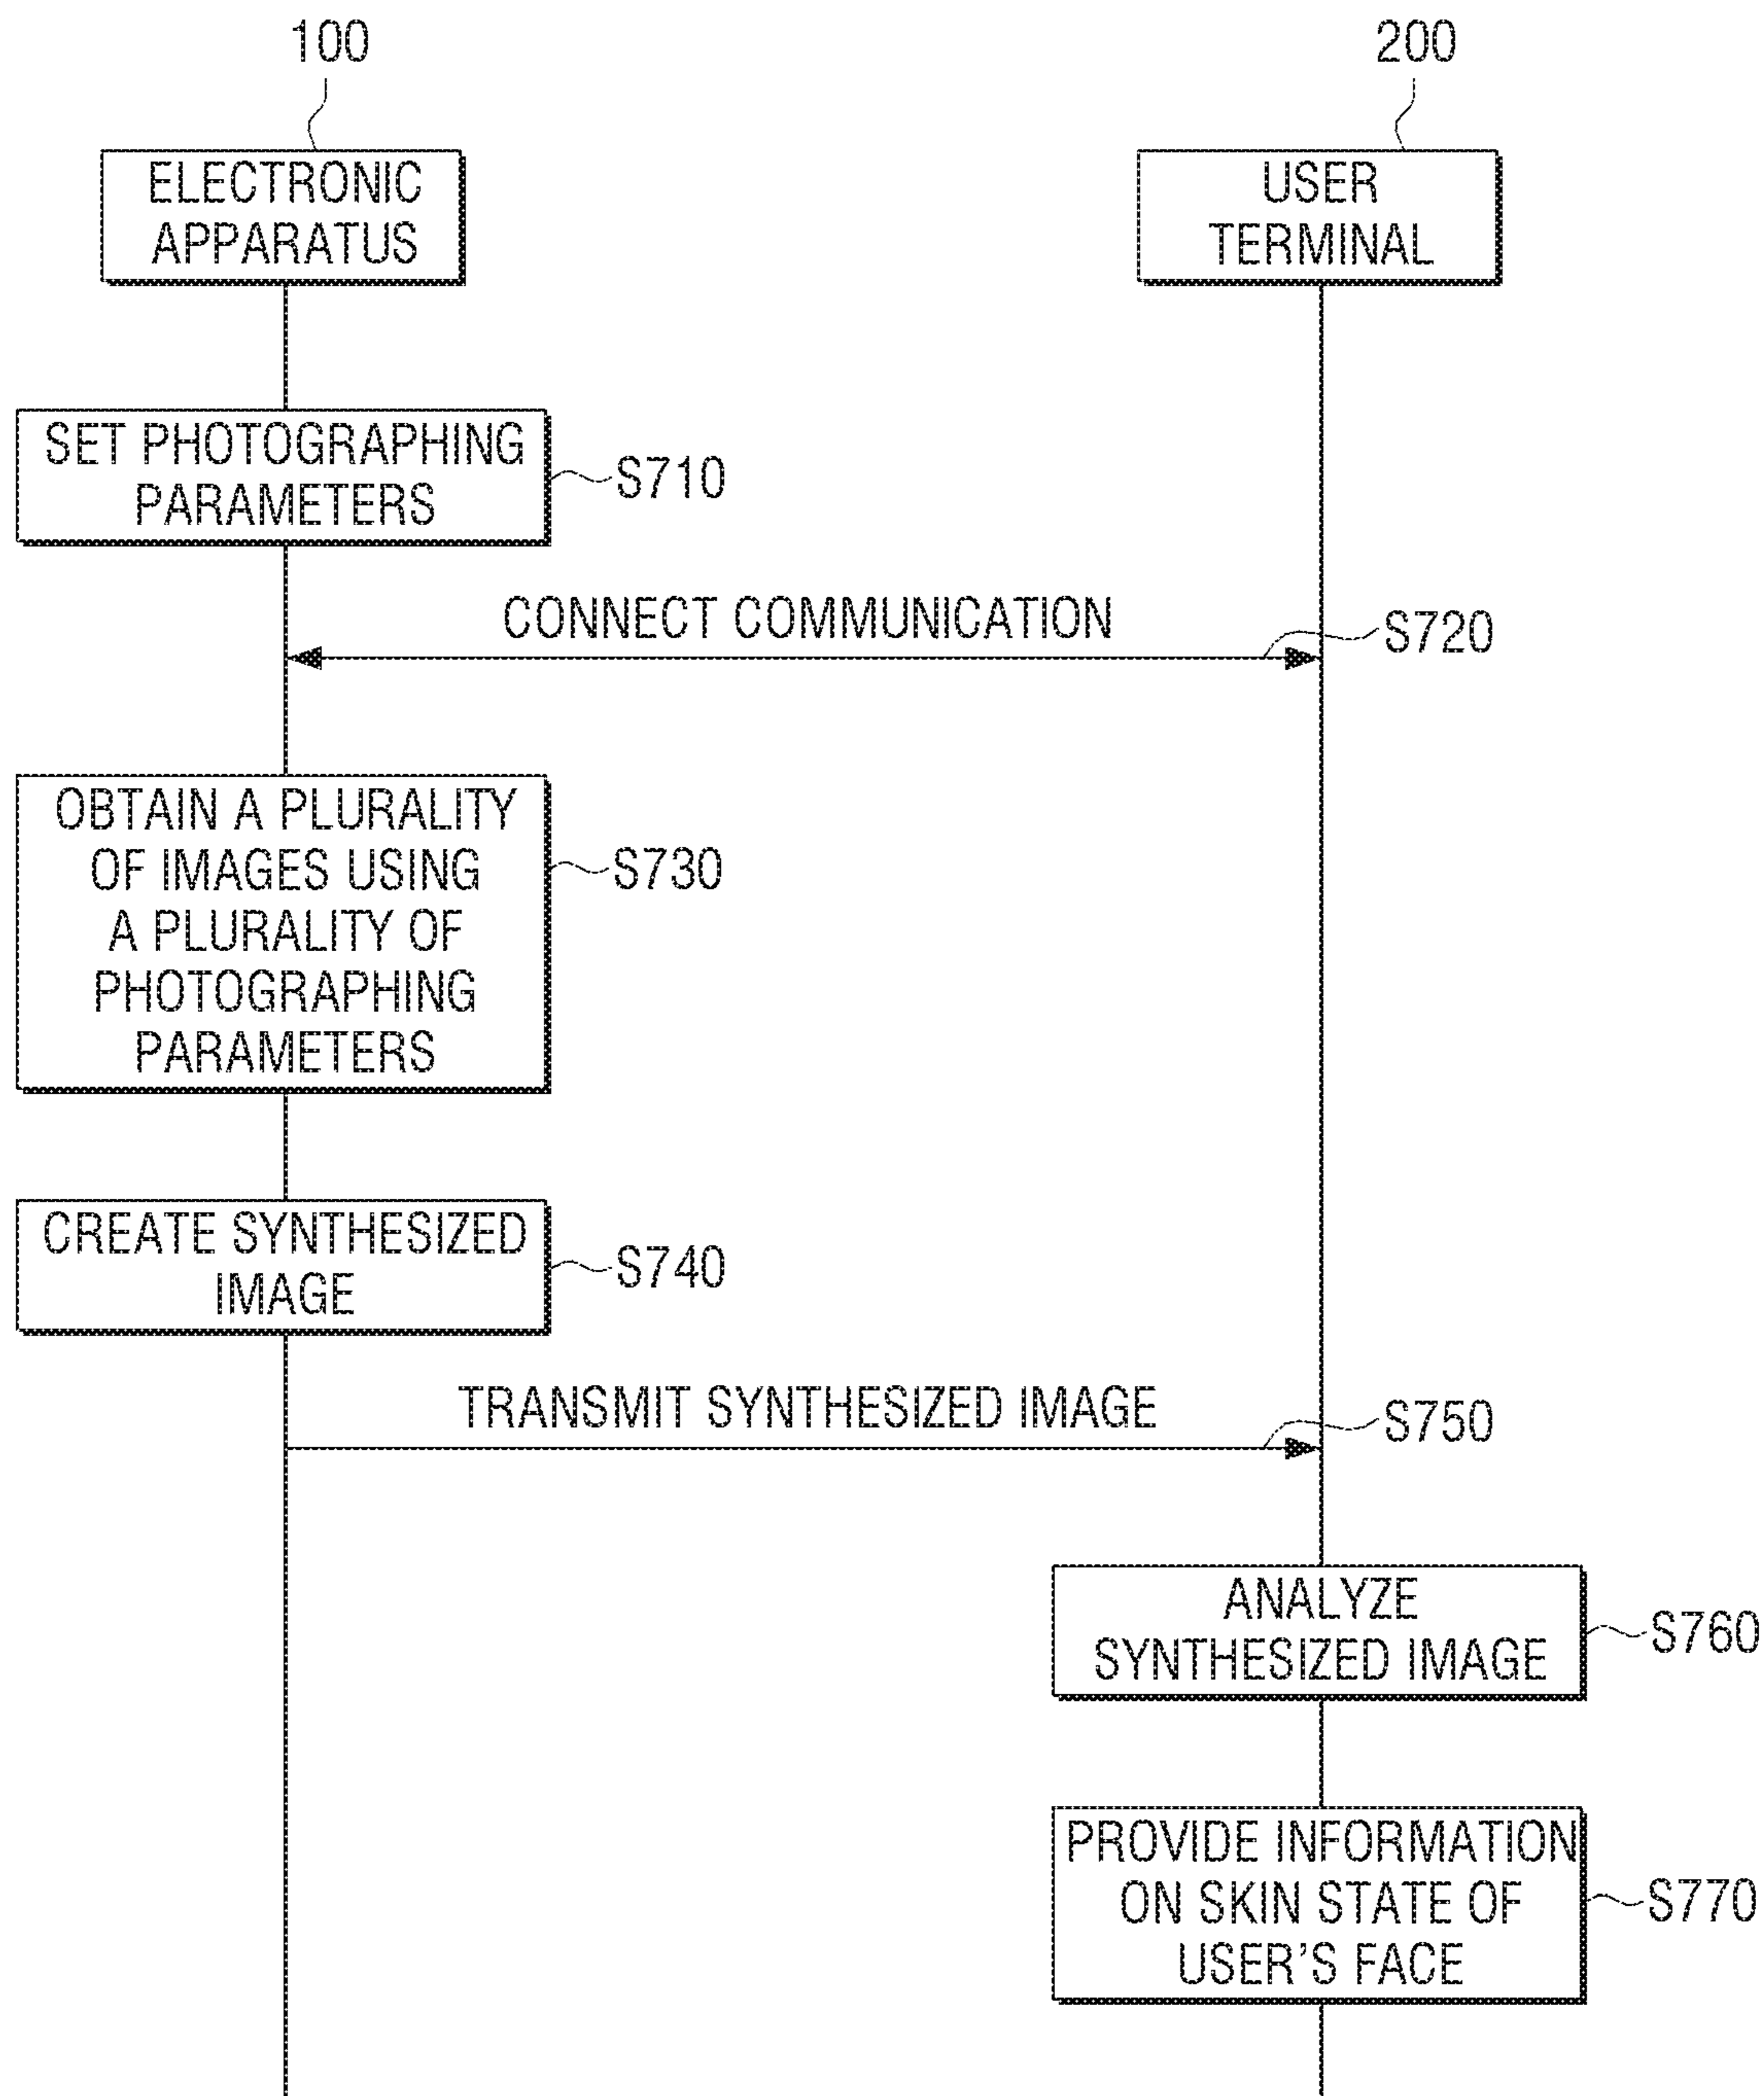 100
200
ELECTRONIC
APPARATUS
USER
TERMINAL
SET PHOTOGRAPHING
PARAMETERS
S710
CONNECT COMMUNICATION
S720
OBTAIN A PLURALITY
OF IMAGES USING
A PLURALITY OF
PHOTOGRAPHING
PARAMETERS
S730
CREATE SYNTHESIZED
IMAGE
S740
TRANSMIT SYNTHESIZED IMAGE
S750
ANALYZE
SYNTHESIZED IMAGE
S760
PROVIDE INFORMATION
ON SKIN STATE OF
USER'S FACE
S770